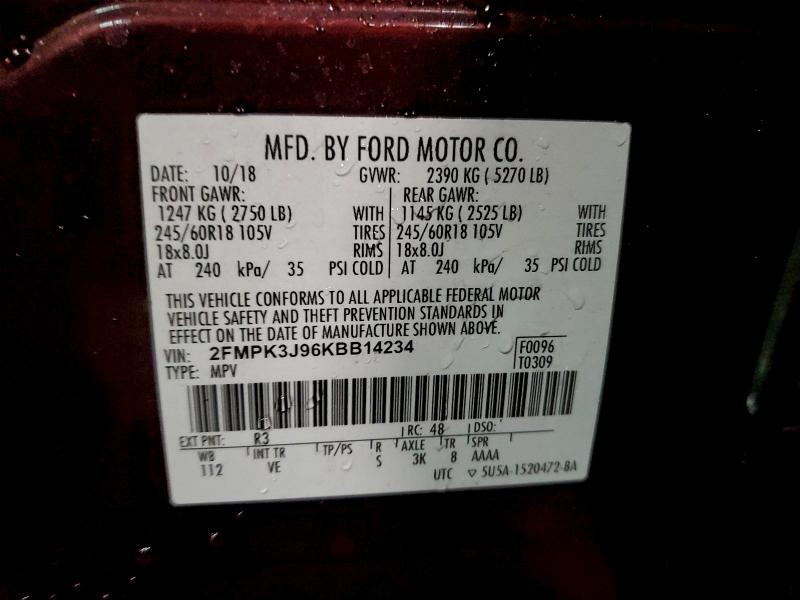 MFD. BY FORD MOTOR CO.
DATE: 10/18 GVWR: 2390 KG ( 5270 LB)
FRONT GAWR: REAR GAWR:
1247 KG ( 2750 LB) WITH 1145 KG ( 2525 LB) WITH
245/60R18 105V TIRES 245/60R18 105V TIRES
18x8.0J RIMS 18x8.0J RIMS
AT 240 kPa/ 35 PSI COLD AT 240 kPa/ 35 PSI COLD
THIS VEHICLE CONFORMS TO ALL APPLICABLE FEDERAL MOTOR
VEHICLE SAFETY AND THEFT PREVENTION STANDARDS IN
EFFECT ON THE DATE OF MANUFACTURE SHOWN ABOVE.
VIN: 2FMPK3J96KBB14234 F0096
TYPE: MPV T0309
EXT PNT: R3 RC: 48 DSO:
WB INT TR TP/PS R AXLE TR SPR
112 VE S 3K 8 AAAA
UTC ▽ 5U5A-1520472-BA